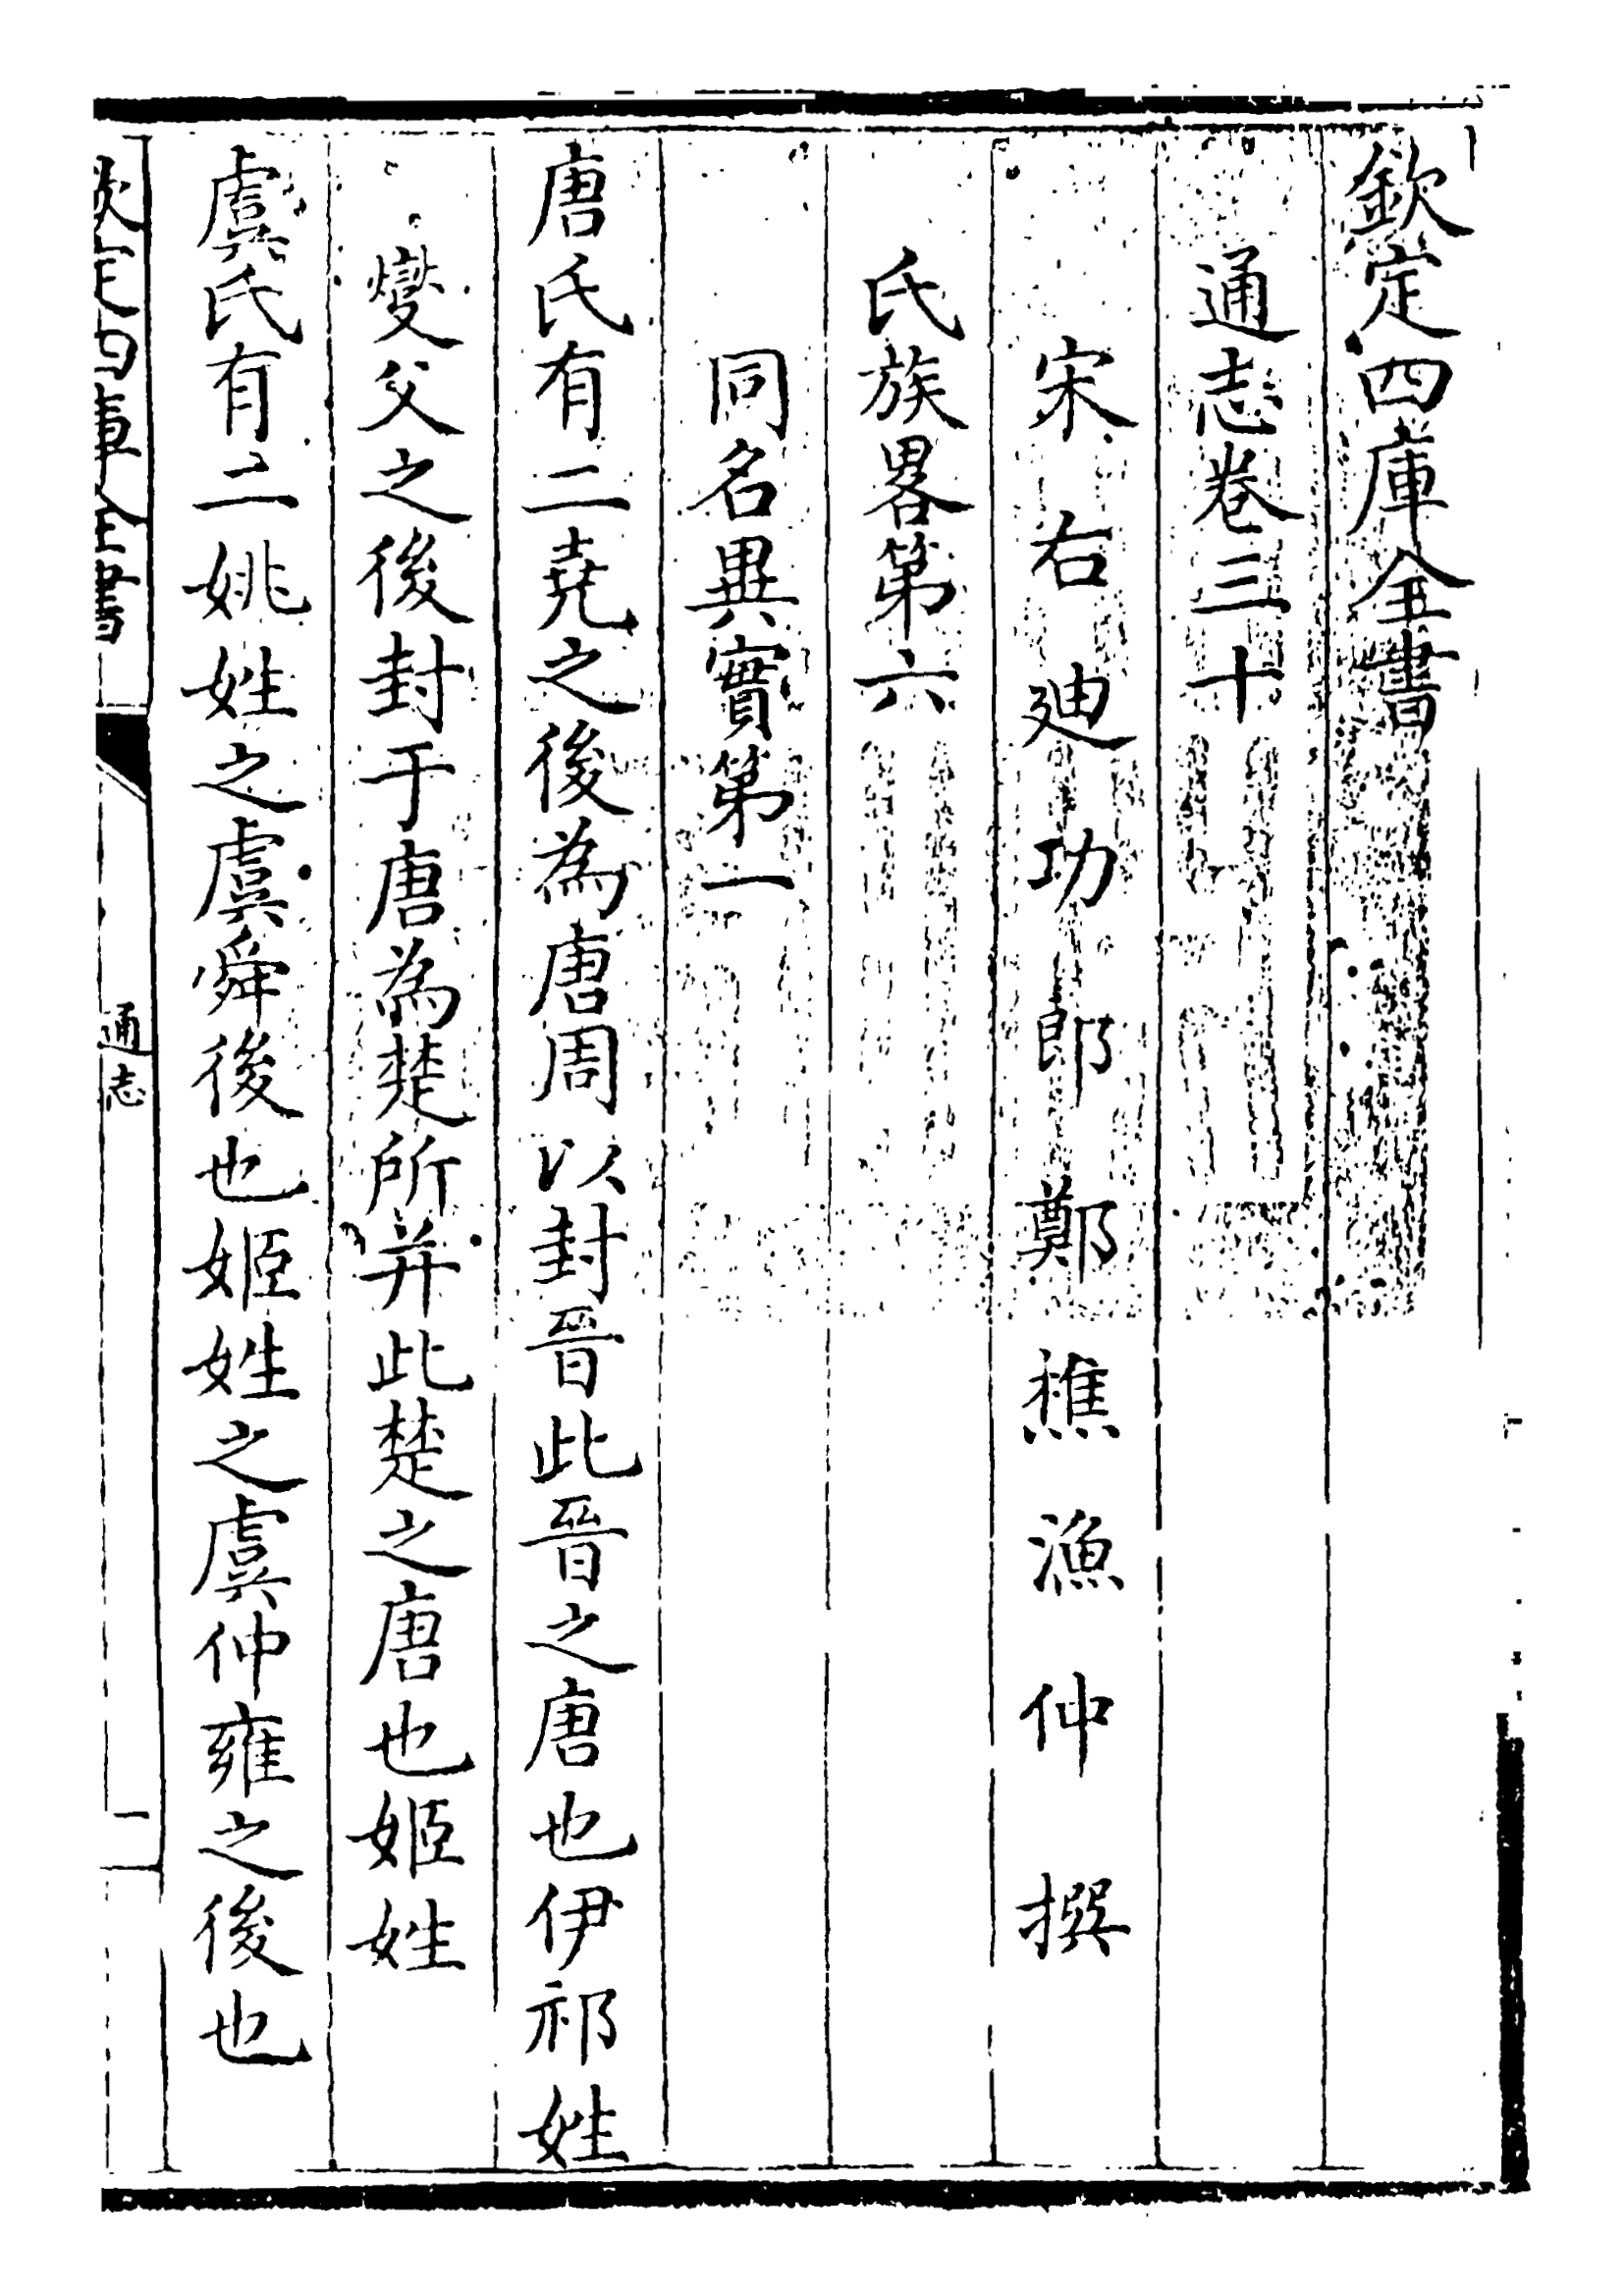 欽定四庫全書
通志卷三十
宋右迪功郎鄭樵漁仲撰
氏族畧第六
同名異實第一
唐氏有二堯之後為唐周以封晉此晉之唐也伊祁姓
燮父之後封于唐為楚所并此楚之唐也姬姓
虞氏有二姚姓之虞舜後也姬姓之虞仲雍之後也
欽定四庫全書
通志
一